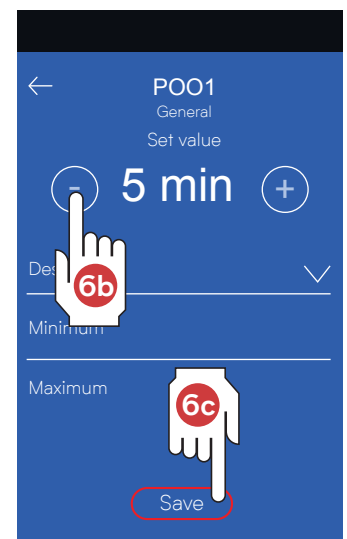 POO1
General
Set value
- 5 min +
6b
Minimum
Maximum
6c
Save